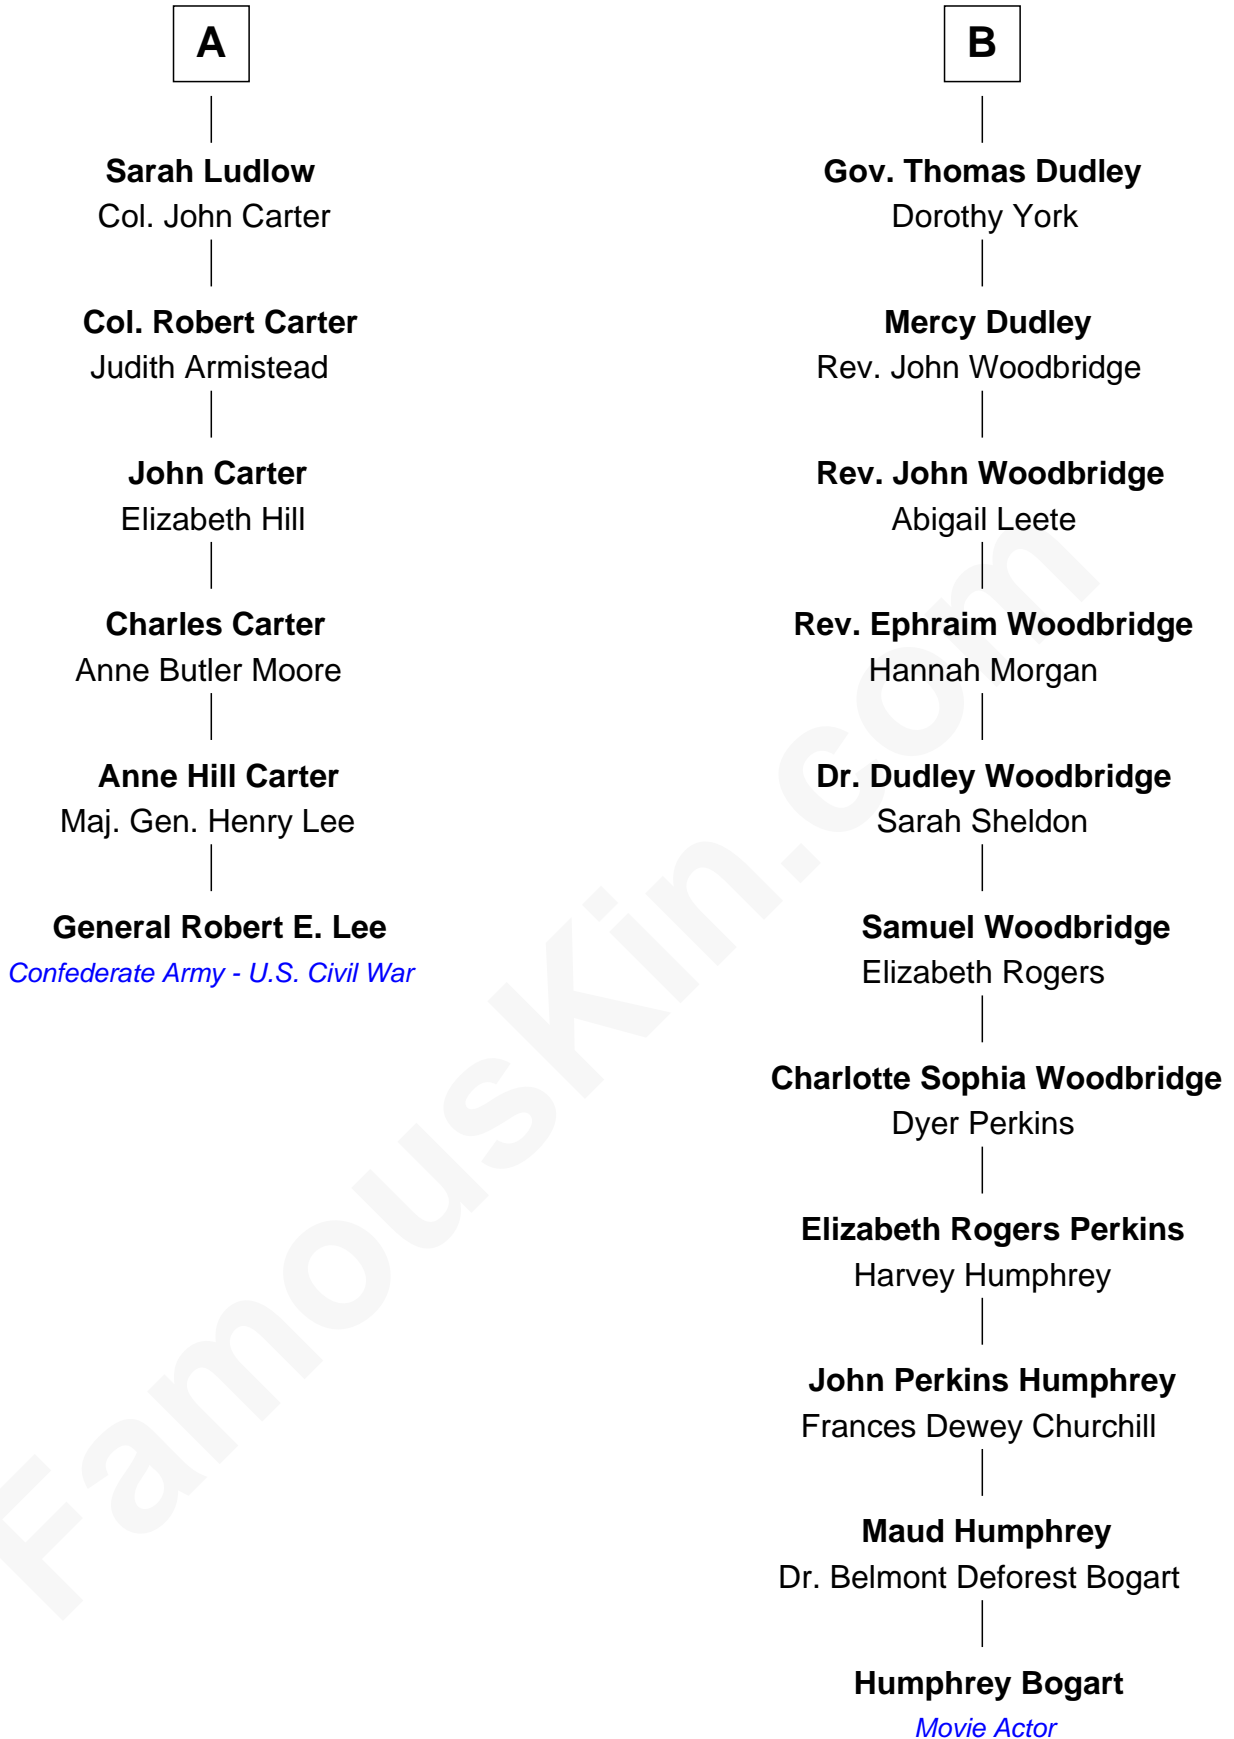 A
Sarah Ludlow
Col. John Carter
Col. Robert Carter
Judith Armistead
John Carter
Elizabeth Hill
Charles Carter
Anne Butler Moore
Anne Hill Carter
Maj. Gen. Henry Lee
General Robert E. Lee
Confederate Army - U.S. Civil War
B
Gov. Thomas Dudley
Dorothy York
Mercy Dudley
Rev. John Woodbridge
Rev. John Woodbridge
Abigail Leete
Rev. Ephraim Woodbridge
Hannah Morgan
Dr. Dudley Woodbridge
Sarah Sheldon
Samuel Woodbridge
Elizabeth Rogers
Charlotte Sophia Woodbridge
Dyer Perkins
Elizabeth Rogers Perkins
Harvey Humphrey
John Perkins Humphrey
Frances Dewey Churchill
Maud Humphrey
Dr. Belmont Deforest Bogart
Humphrey Bogart
Movie Actor
FamousKin.com